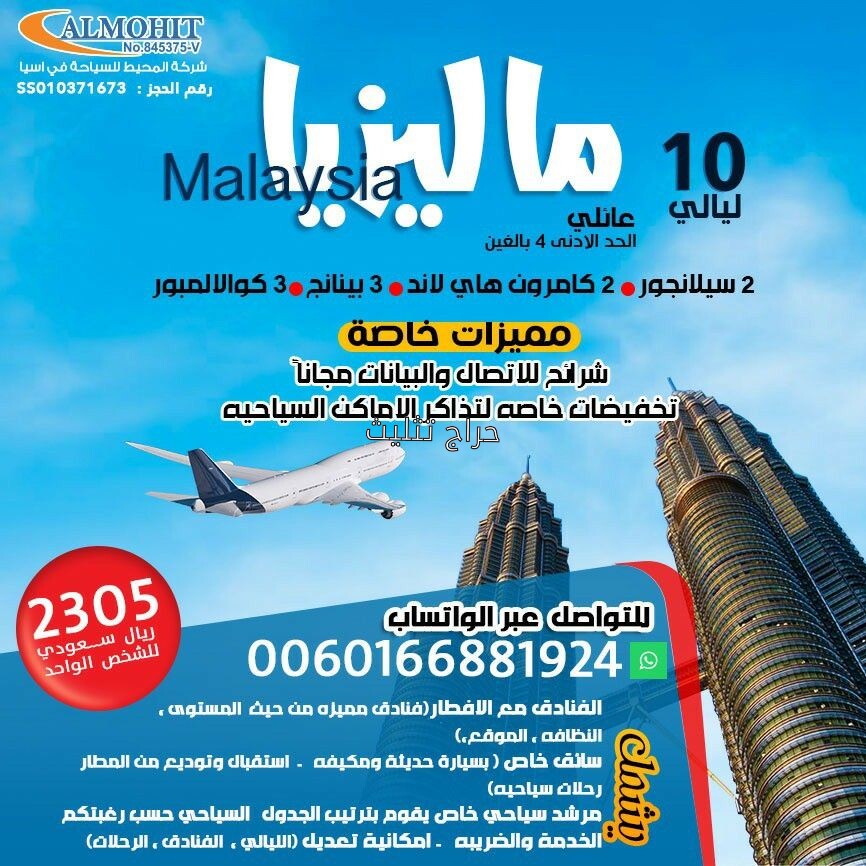 ALMOHIT
No.845375-V
شركة المحيط للسياحة في اسيا
رقم الحجز : SS010371673
ماليزيا
Malaysia
10
ليالي
عائلي
الحد الادنى 4 بالغين
2 سيلانجور • 2 كامرون هاي لاند • 3 بينانج • 3 كوالالمبور
مميزات خاصة
شرائح للاتصال والبيانات مجاناً
تخفيضات خاصه لتذاكر الاماكن السياحيه
حراج تثليث
2305
ريال سعودي
للشخص الواحد
للتواصل عبر الواتساب
0060166881924
يشمل
الفنادق مع الافطار(فنادق مميزه من حيث المستوى ,
النظافه , الموقع,)
سائق خاص ( بسيارة حديثة ومكيفه - استقبال وتوديع من المطار
رحلات سياحيه)
مرشد سياحي خاص يقوم بترتيب الجدول السياحي حسب رغبتكم
الخدمة والضريبه - امكانية تعديل (الليالي , الفنادق , الرحلات)